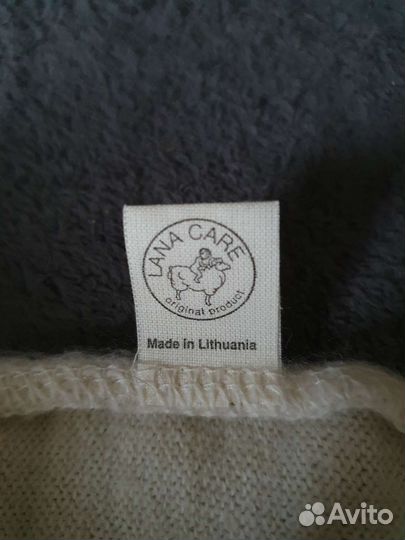 LANA CARE
original product
Made in Lithuania
Avito